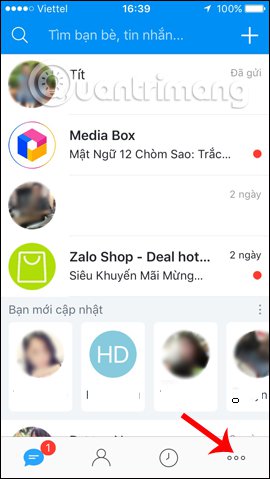 Viettel 16:39 100%
Tìm bạn bè, tin nhắn...
Tít Đã gửi
Quantrimang
Media Box
Mật Ngữ 12 Chòm Sao: Trắc...
2 ngày
Zalo Shop - Deal hot... 2 ngày
Siêu Khuyến Mãi Mừng...
Bạn mới cập nhật
HD
1